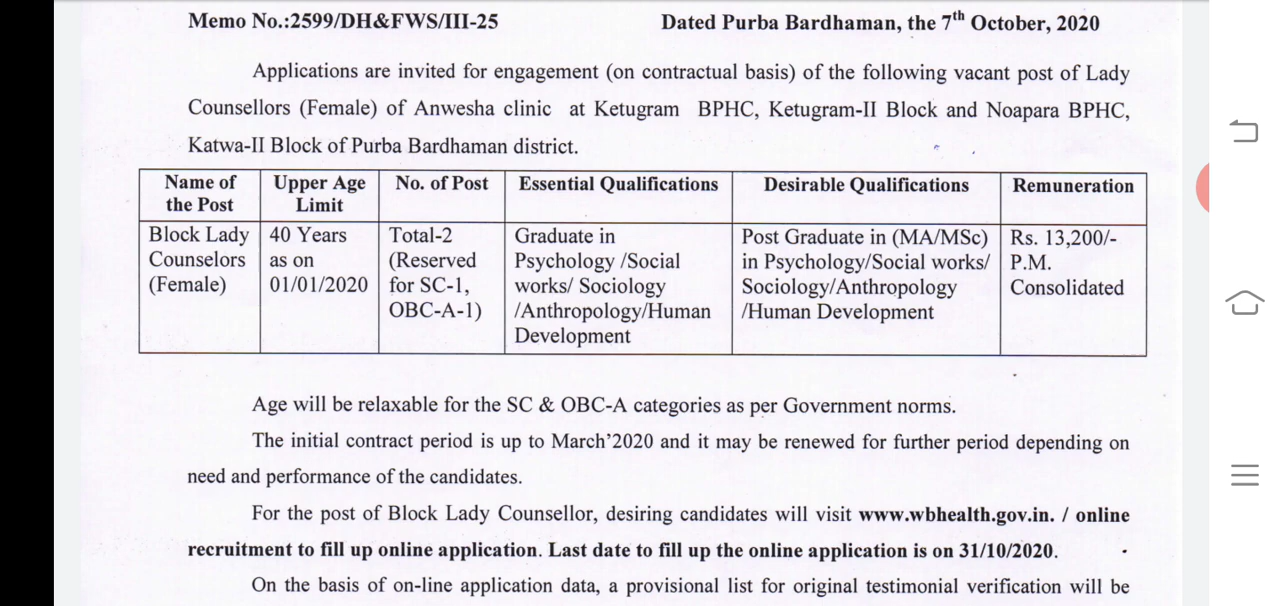 Memo No.:2599/DH&FWS/III-25 Dated Purba Bardhaman, the 7th October, 2020
Applications are invited for engagement (on contractual basis) of the following vacant post of Lady
Counsellors (Female) of Anwesha clinic at Ketugram BPHC, Ketugram-II Block and Noapara BPHC,
Katwa-II Block of Purba Bardhaman district.
Name of the Post
Upper Age Limit
No. of Post
Essential Qualifications
Desirable Qualifications
Remuneration
Block Lady
Counselors
(Female)
40 Years
as on
01/01/2020
Total-2
(Reserved
for SC-1,
OBC-A-1)
Graduate in
Psychology /Social
works/ Sociology
/Anthropology/Human
Development
Post Graduate in (MA/MSc)
in Psychology/Social works/
Sociology/Anthropology
/Human Development
Rs. 13,200/-
P.M.
Consolidated
Age will be relaxable for the SC & OBC-A categories as per Government norms.
The initial contract period is up to March'2020 and it may be renewed for further period depending on
need and performance of the candidates.
For the post of Block Lady Counsellor, desiring candidates will visit www.wbhealth.gov.in. / online
recruitment to fill up online application. Last date to fill up the online application is on 31/10/2020.
On the basis of on-line application data, a provisional list for original testimonial verification will be